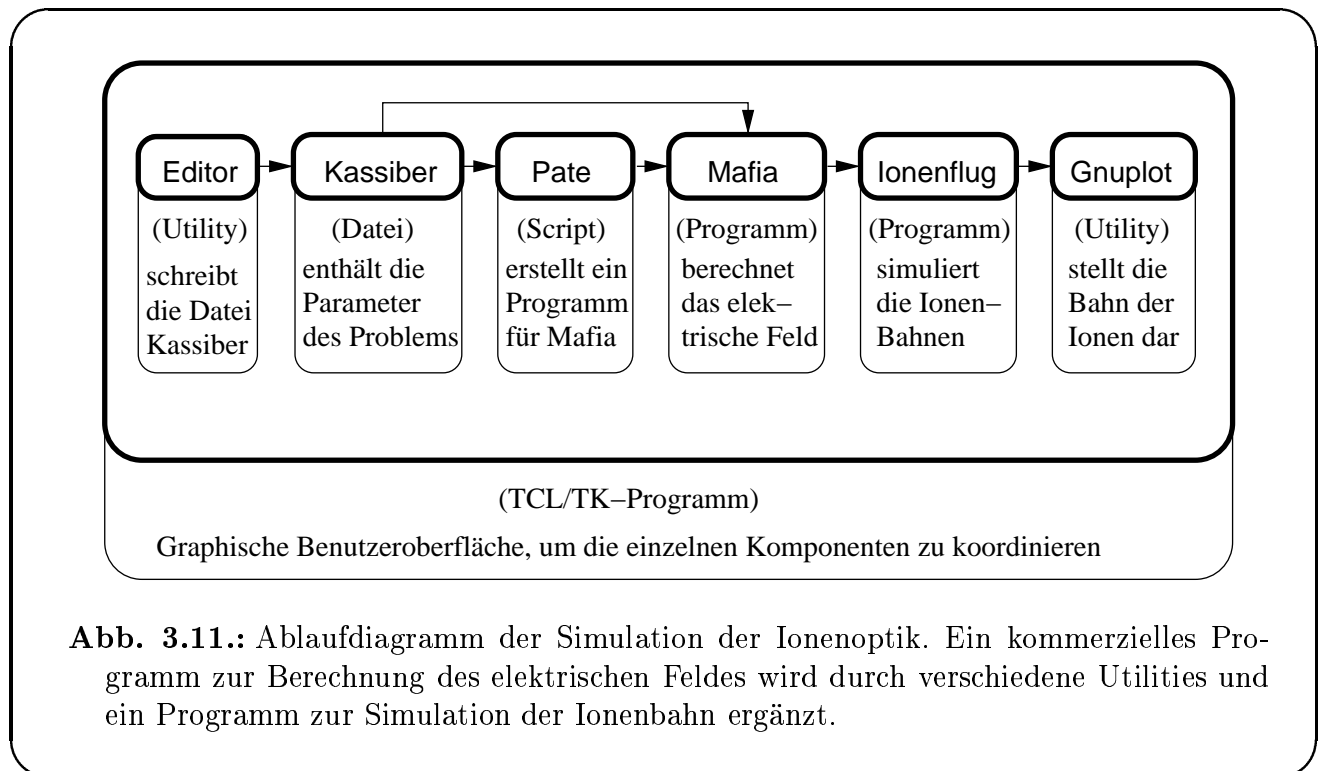 Editor
Kassiber
Pate
Mafia
Ionenflug
Gnuplot
(Utility)
schreibt
die Datei
Kassiber
(Datei)
enthält die
Parameter
des Problems
(Script)
erstellt ein
Programm
für Mafia
(Programm)
berechnet
das elek–
trische Feld
(Programm)
simuliert
die Ionen–
Bahnen
(Utility)
stellt die
Bahn der
Ionen dar
(TCL/TK–Programm)
Graphische Benutzeroberfläche, um die einzelnen Komponenten zu koordinieren
Abb. 3.11.: Ablaufdiagramm der Simulation der Ionenoptik. Ein kommerzielles Pro-
gramm zur Berechnung des elektrischen Feldes wird durch verschiedene Utilities und
ein Programm zur Simulation der Ionenbahn ergänzt.